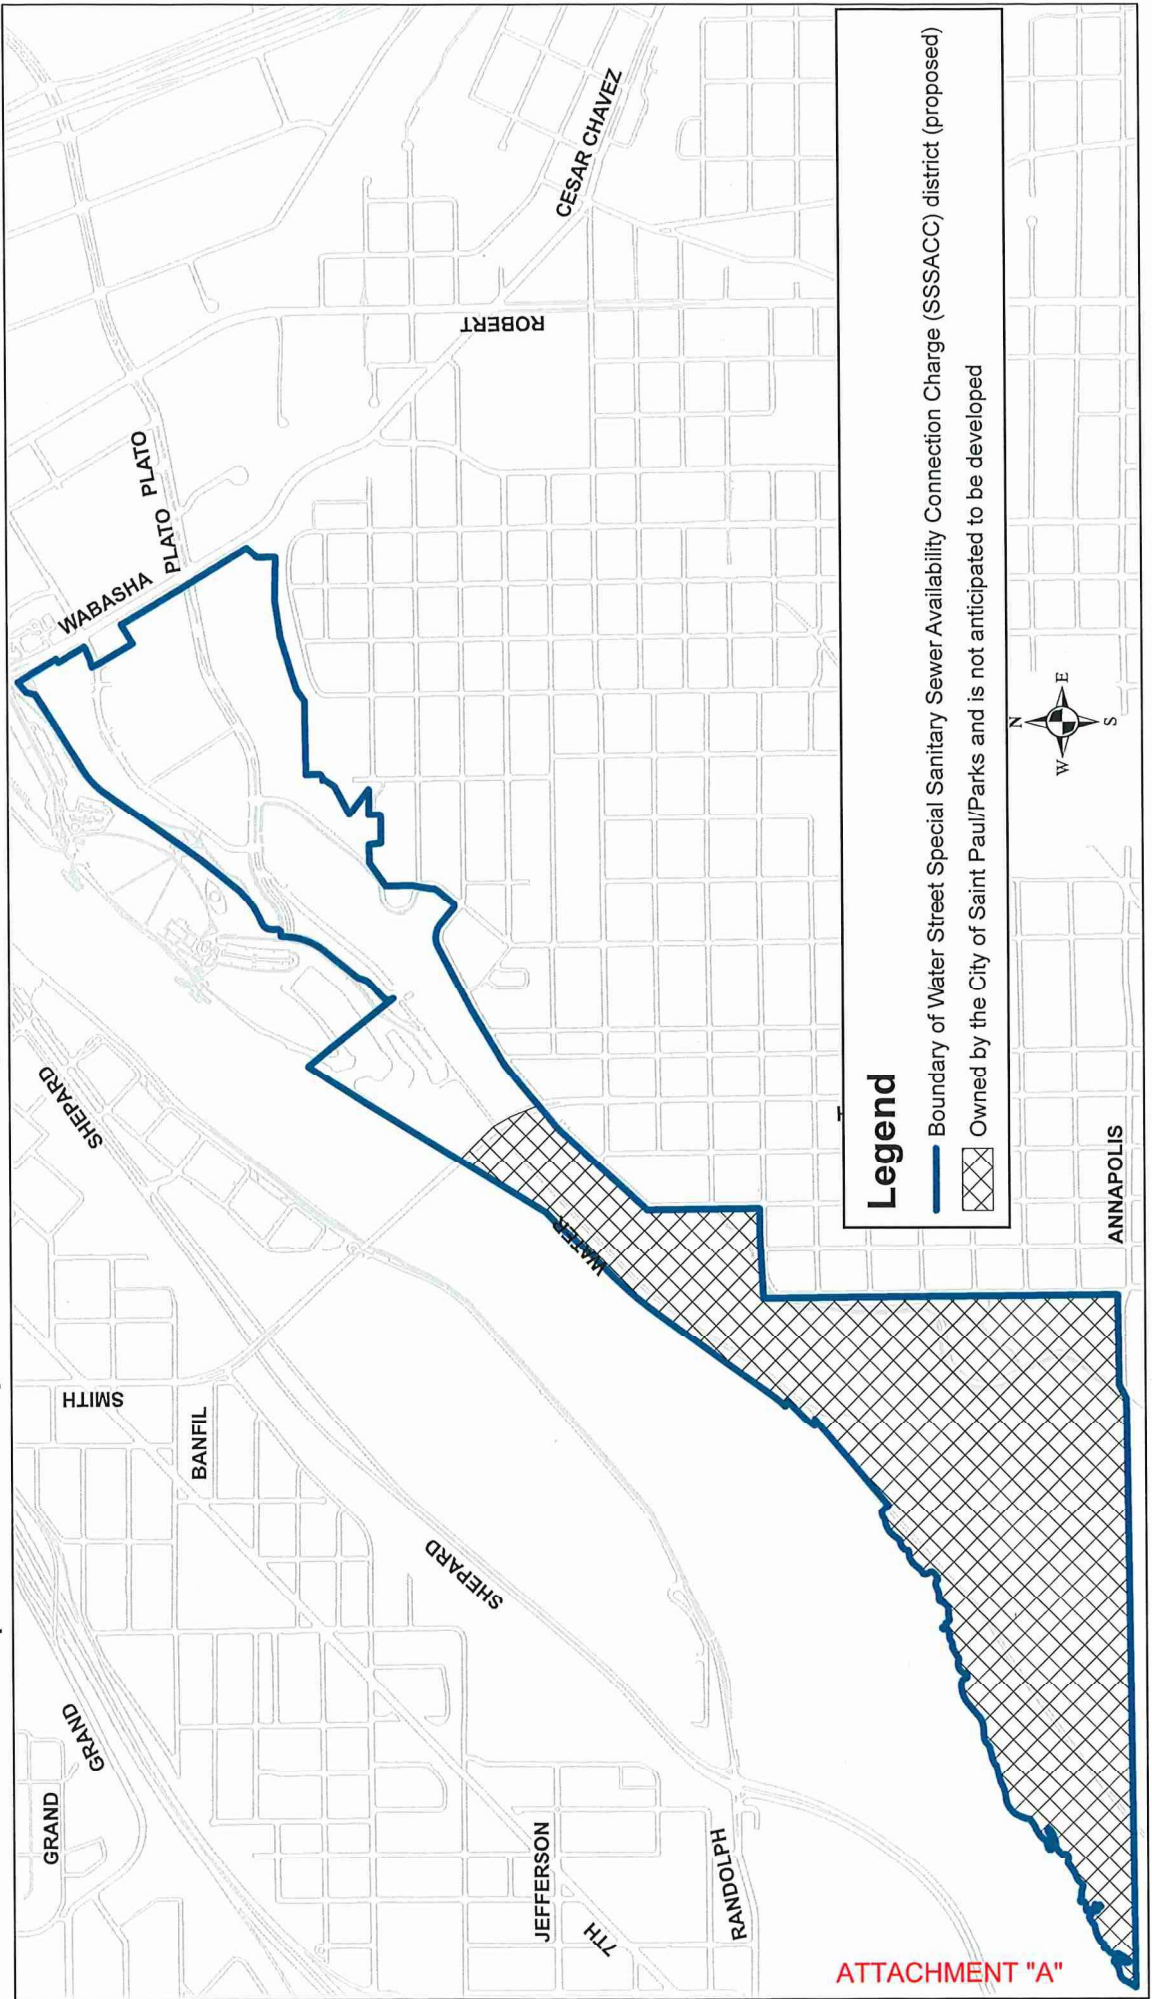 GRAND
GRAND
SMITH
BANFIL
SHEPARD
SHEPARD
JEFFERSON
7TH
RANDOLPH
WATER
WABASHA
PLATO
PLATO
ROBERT
CESAR CHAVEZ
ANNAPOLIS
Legend
Boundary of Water Street Special Sanitary Sewer Availability Connection Charge (SSSACC) district (proposed)
Owned by the City of Saint Paul/Parks and is not anticipated to be developed
N
W
E
S
ATTACHMENT "A"